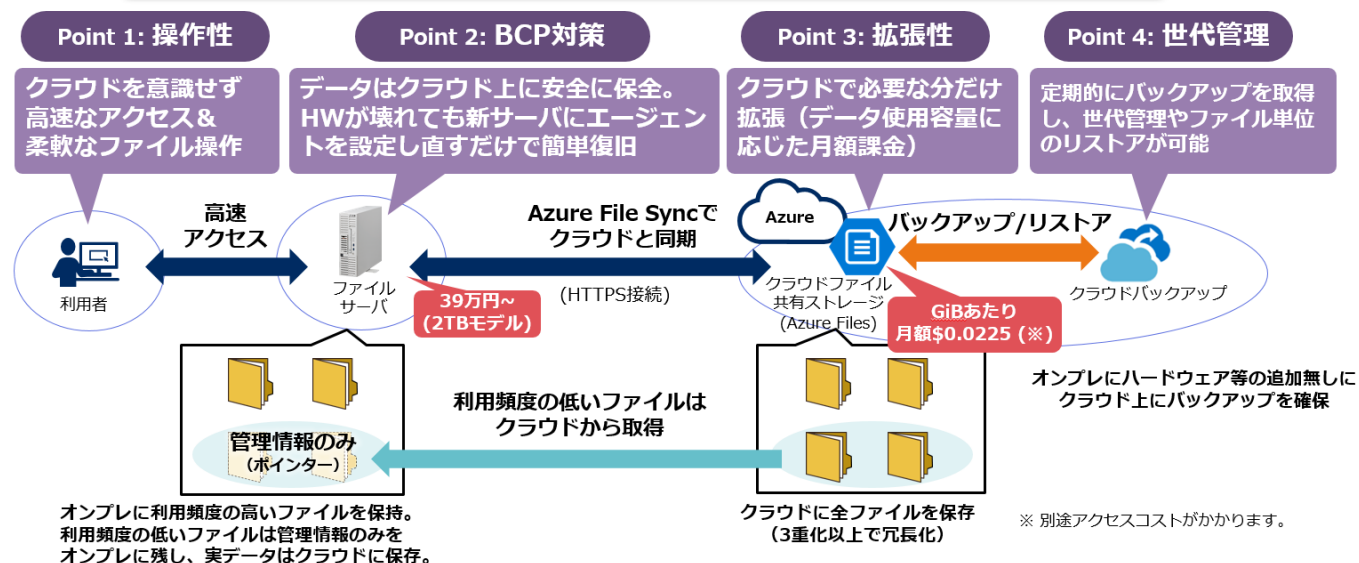 Point 1: 操作性
クラウドを意識せず
高速なアクセス＆
柔軟なファイル操作
Point 2: BCP対策
データはクラウド上に安全に保全。
HWが壊れても新サーバにエージェン
トを設定し直すだけで簡単復旧
Point 3: 拡張性
クラウドで必要な分だけ
拡張（データ使用容量に
応じた月額課金）
Point 4: 世代管理
定期的にバックアップを取得
し、世代管理やファイル単位
のリストアが可能
利用者
高速
アクセス
ファイル
サーバ
39万円~
(2TBモデル)
Azure File Syncで
クラウドと同期
(HTTPS接続)
Azure
クラウドファイル
共有ストレージ
(Azure Files)
GiBあたり
月額$0.0225 (※)
バックアップ/リストア
クラウドバックアップ
オンプレにハードウェア等の追加無しに
クラウド上にバックアップを確保
管理情報のみ
（ポインター）
利用頻度の低いファイルは
クラウドから取得
オンプレに利用頻度の高いファイルを保持。
利用頻度の低いファイルは管理情報のみを
オンプレに残し、実データはクラウドに保存。
クラウドに全ファイルを保存
（3重化以上で冗長化）
※ 別途アクセスコストがかかります。